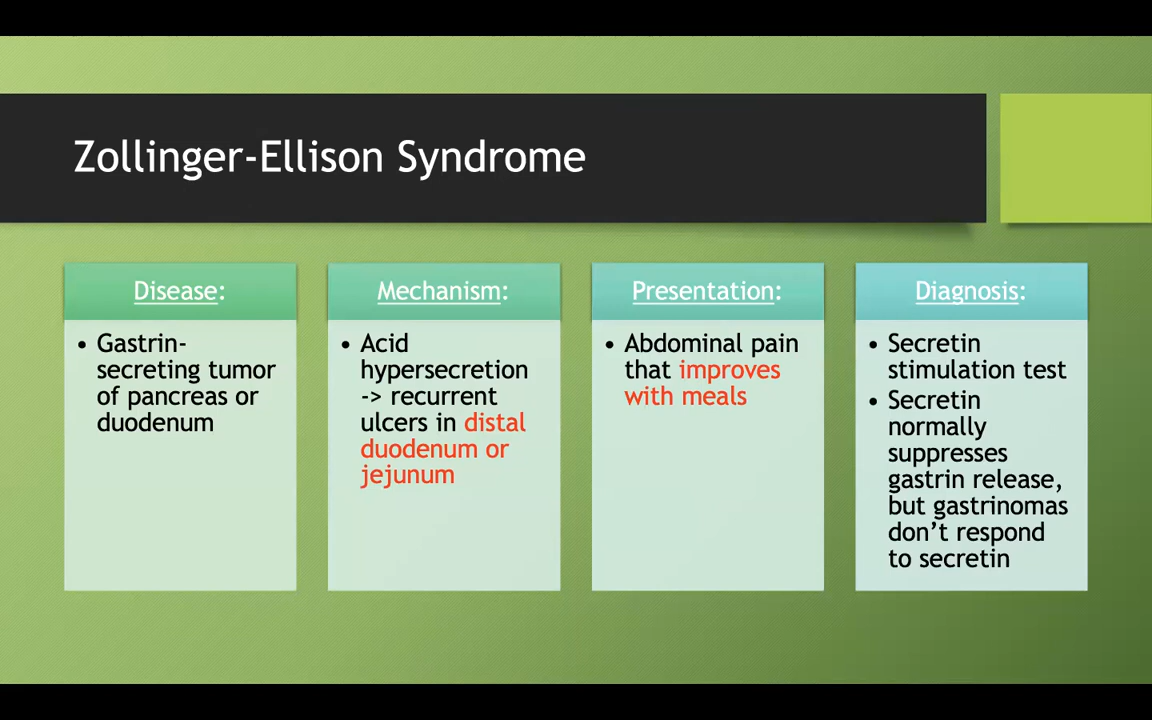 Zollinger-Ellison Syndrome
Disease:
• Gastrin-
secreting tumor
of pancreas or
duodenum
Mechanism:
• Acid
hypersecretion
-> recurrent
ulcers in distal
duodenum or
jejunum
Presentation:
• Abdominal pain
that improves
with meals
Diagnosis:
• Secretin
stimulation test
• Secretin
normally
suppresses
gastrin release,
but gastrinomas
don’t respond
to secretin